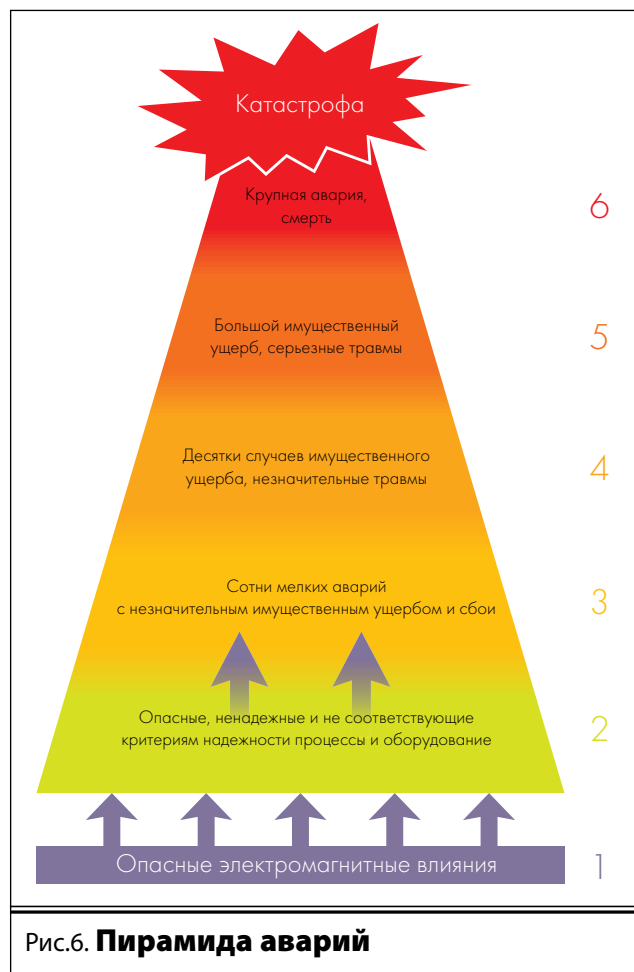 Катастрофа
Крупная авария,
смерть
6
Большой имущественный
ущерб, серьезные травмы
5
Десятки случаев имущественного
ущерба, незначительные травмы
4
Сотни мелких аварий
с незначительным имущественным ущербом и сбои
3
Опасные, ненадежные и не соответствующие
критериям надежности процессы и оборудование
2
Опасные электромагнитные влияния
1
Рис.6. Пирамида аварий